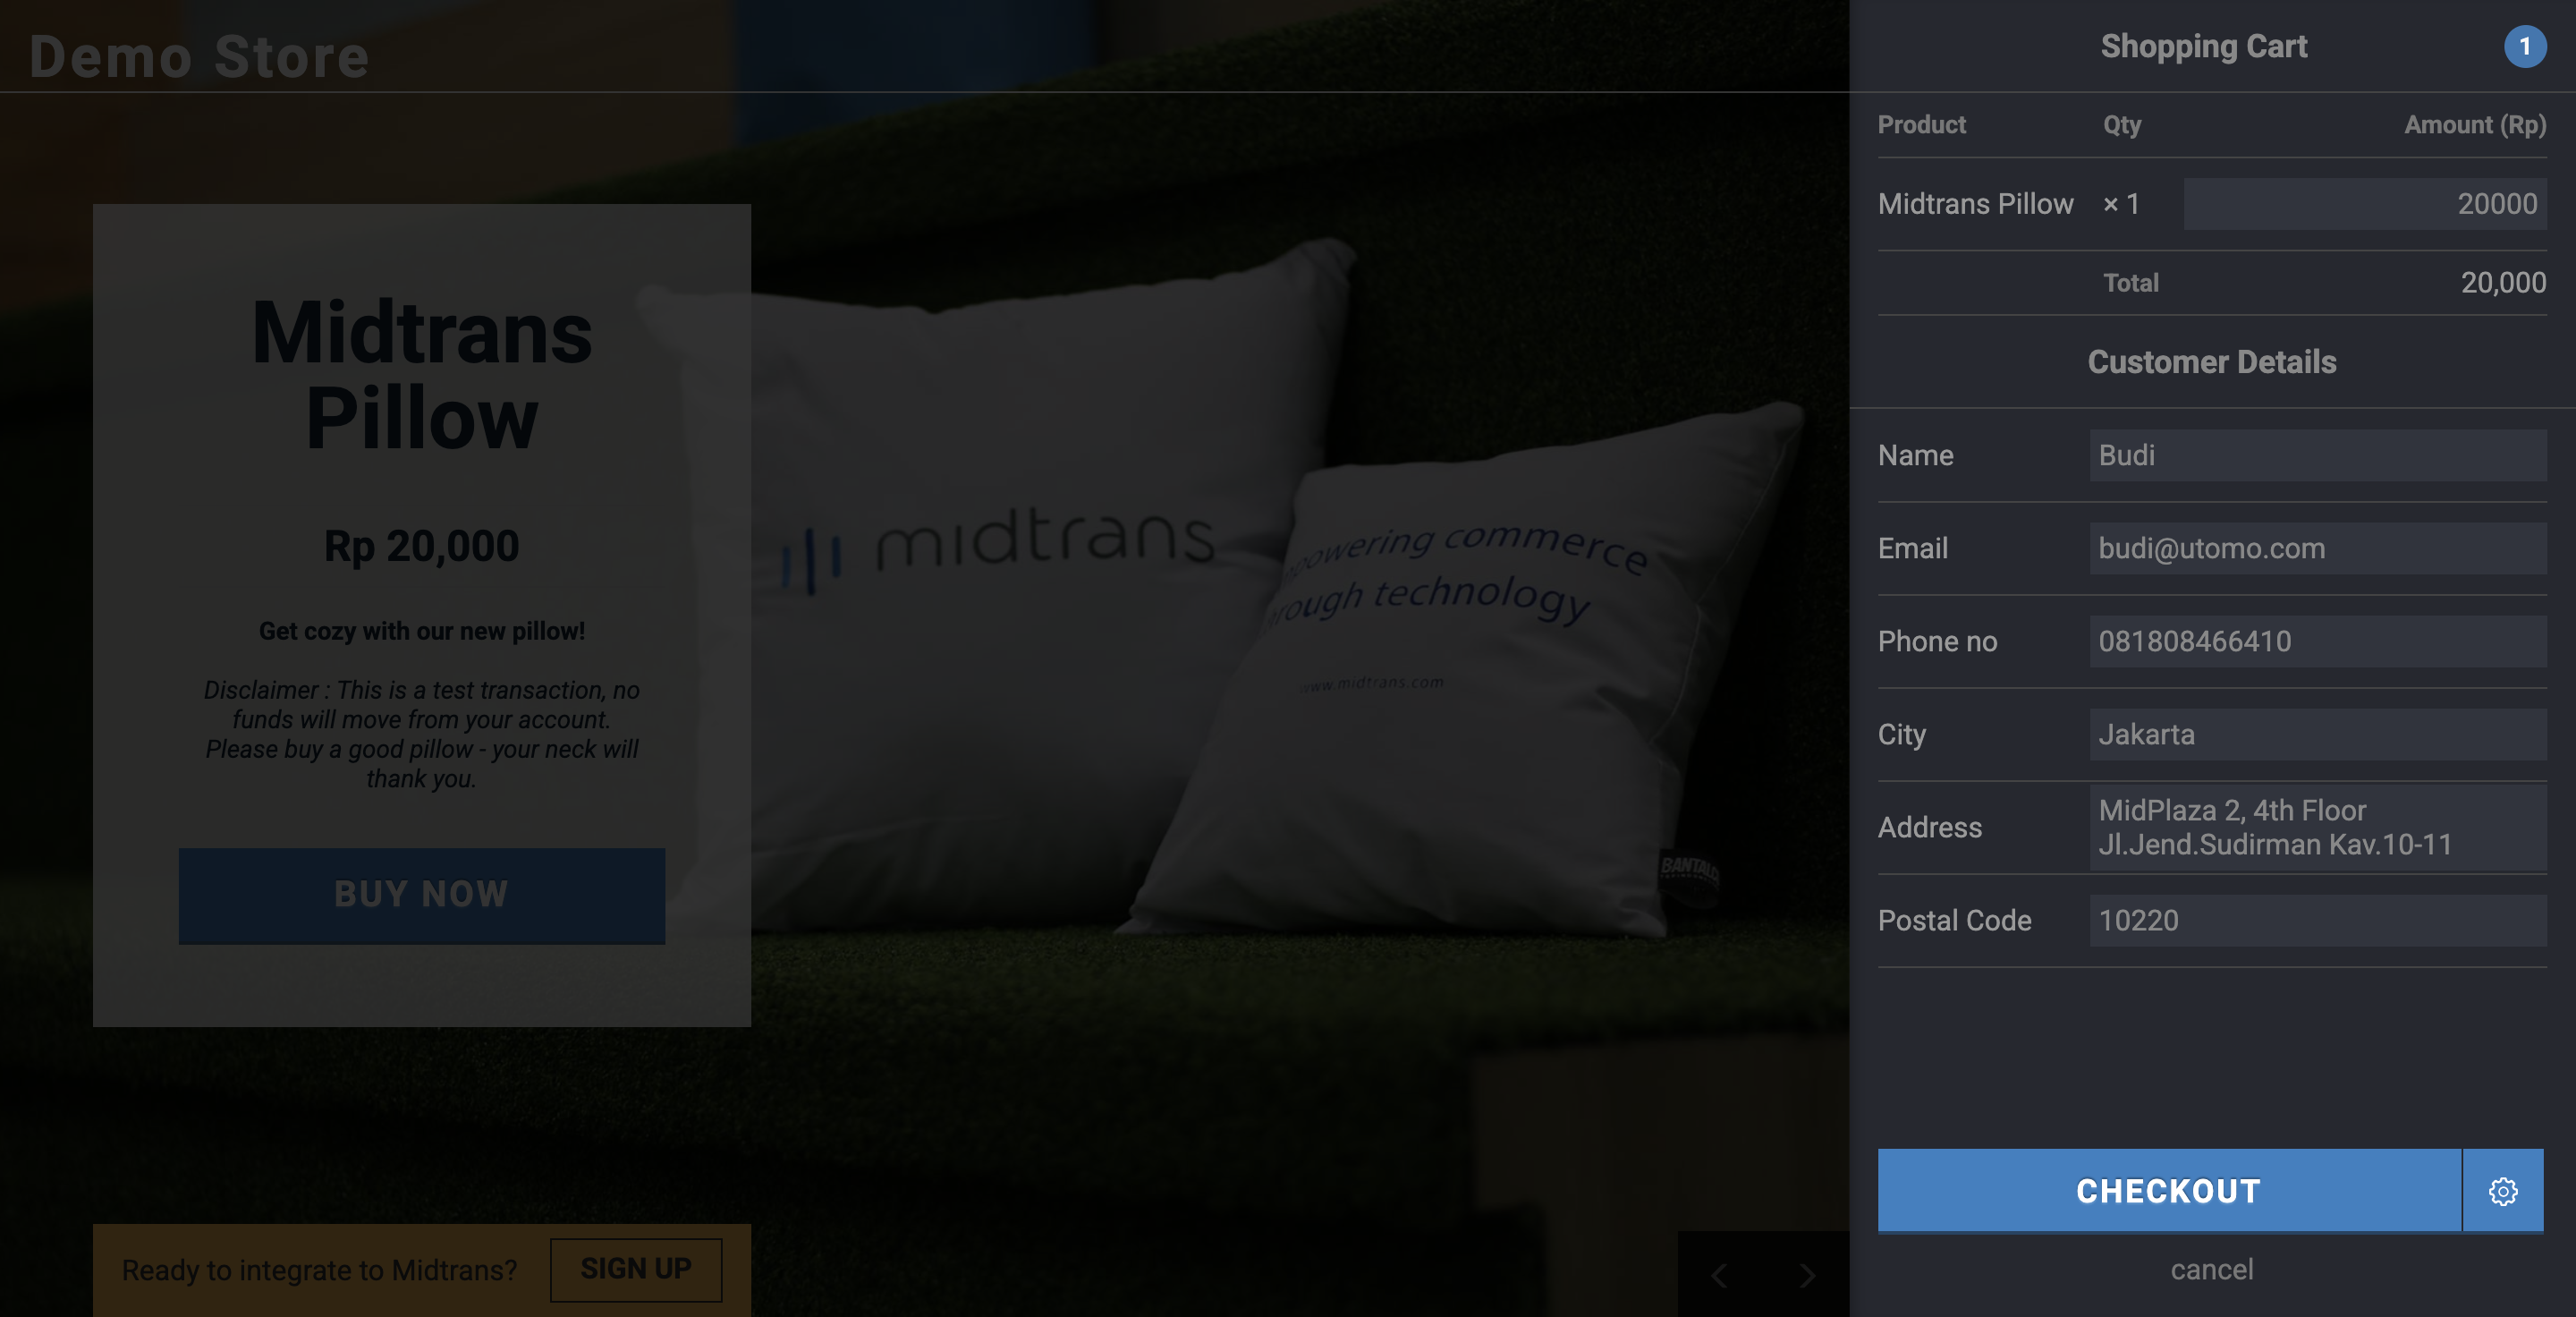 Demo Store
Midtrans
Pillow
Rp 20,000
Get cozy with our new pillow!
Disclaimer : This is a test transaction, no
funds will move from your account.
Please buy a good pillow - your neck will
thank you.
BUY NOW
Ready to integrate to Midtrans?
SIGN UP
midtrans
powering commerce
rough technology
www.midtrans.com
Shopping Cart
1
Product Qty Amount (Rp)
Midtrans Pillow × 1 20000
Total 20,000
Customer Details
Name Budi
Email budi@utomo.com
Phone no 081808466410
City Jakarta
Address MidPlaza 2, 4th Floor
Jl.Jend.Sudirman Kav.10-11
Postal Code 10220
CHECKOUT
cancel